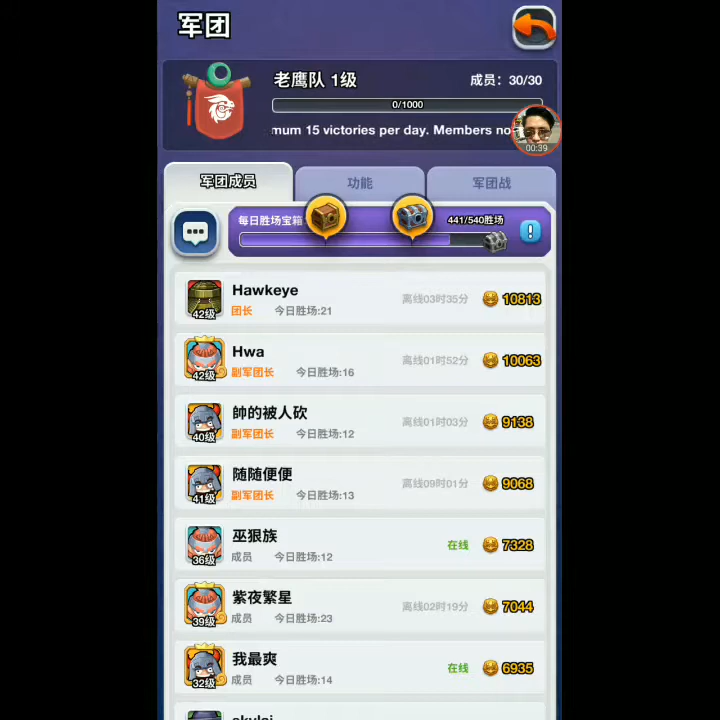 军团
老鹰队 1级
成员：30/30
0/1000
mum 15 victories per day. Members no
00:39
军团成员
功能
军团战
每日胜场宝箱
441/540胜场
Hawkeye
42级
团长
今日胜场:21
离线03时35分
10813
Hwa
42级
副军团长
今日胜场:16
离线01时52分
10063
帥的被人砍
40级
副军团长
今日胜场:12
离线01时03分
9138
随随便便
41级
副军团长
今日胜场:13
离线09时01分
9068
巫狠族
36级
成员
今日胜场:12
在线
7328
紫夜繁星
39级
成员
今日胜场:23
离线02时19分
7044
我最爽
32级
成员
今日胜场:14
在线
6935